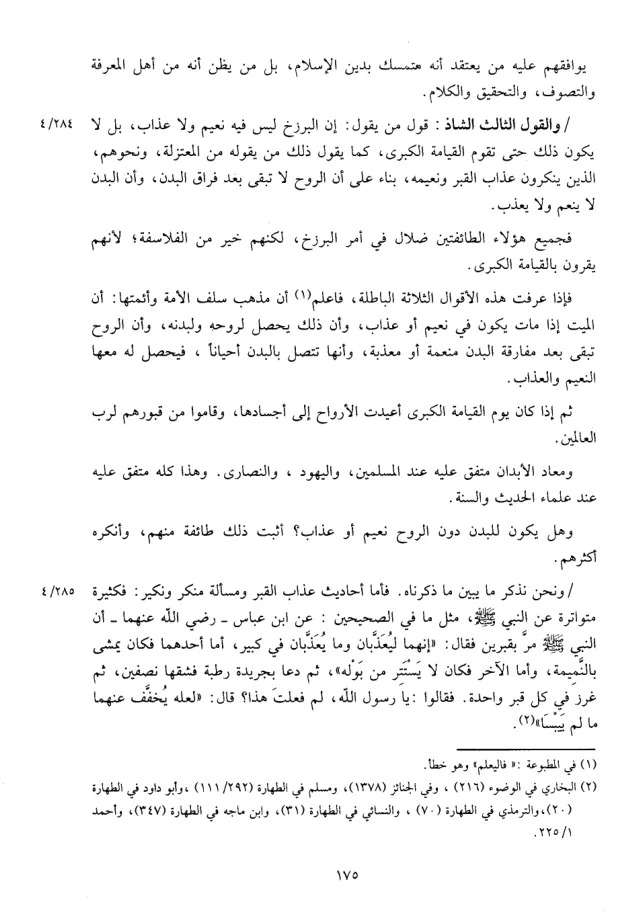 يوافقهم عليه من يعتقد أنه متمسك بدين الإسلام، بل من يظن أنه من أهل المعرفة
والتصوف، والتحقيق والكلام.
٤/٢٨٤ / والقول الثالث الشاذ : قول من يقول: إن البرزخ ليس فيه نعيم ولا عذاب، بل لا
يكون ذلك حتى تقوم القيامة الكبرى، كما يقول ذلك من يقوله من المعتزلة، ونحوهم،
الذين ينكرون عذاب القبر ونعيمه، بناء على أن الروح لا تبقى بعد فراق البدن، وأن البدن
لا ينعم ولا يعذب.
فجميع هؤلاء الطائفتين ضلال في أمر البرزخ، لكنهم خير من الفلاسفة؛ لأنهم
يقرون بالقيامة الكبرى.
فإذا عرفت هذه الأقوال الثلاثة الباطلة، فاعلم(١) أن مذهب سلف الأمة وأئمتها: أن
الميت إذا مات يكون في نعيم أو عذاب، وأن ذلك يحصل لروحه ولبدنه، وأن الروح
تبقى بعد مفارقة البدن منعمة أو معذبة، وأنها تتصل بالبدن أحياناً ، فيحصل له معها
النعيم والعذاب.
ثم إذا كان يوم القيامة الكبرى أعيدت الأرواح إلى أجسادها، وقاموا من قبورهم لرب
العالمين.
ومعاد الأبدان متفق عليه عند المسلمين، واليهود ، والنصارى. وهذا كله متفق عليه
عند علماء الحديث والسنة.
وهل يكون للبدن دون الروح نعيم أو عذاب؟ أثبت ذلك طائفة منهم، وأنكره
أكثرهم.
٤/٢٨٥ / ونحن نذكر ما يبين ما ذكرناه. فأما أحاديث عذاب القبر ومسألة منكر ونكير: فكثيرة
متواترة عن النبي ﷺ، مثل ما في الصحيحين : عن ابن عباس ـ رضي الله عنهما ـ أن
النبي ﷺ مرَّ بقبرين فقال: «إنهما ليُعَذَّبان وما يُعَذَّبان في كبير، أما أحدهما فكان يمشى
بالنَّمِيمة، وأما الآخر فكان لا يَسْتَتِر من بَوْله»، ثم دعا بجريدة رطبة فشقها نصفين، ثم
غرز في كل قبر واحدة. فقالوا :يا رسول الله، لم فعلتَ هذا؟ قال: «لعله يُخفَّف عنهما
ما لم يَيْبسَا»(٢).
(١) في المطبوعة :« فاليعلم» وهو خطأ.
(٢) البخاري في الوضوء (٢١٦) ، وفي الجنائز (١٣٧٨)، ومسلم في الطهارة (٢٩٢/ ١١١) ،وأبو داود في الطهارة
(٢٠)،والترمذي في الطهارة (٧٠) ، والنسائي في الطهارة (٣١)، وابن ماجه في الطهارة (٣٤٧)، وأحمد
١/ ٢٢٥.
١٧٥